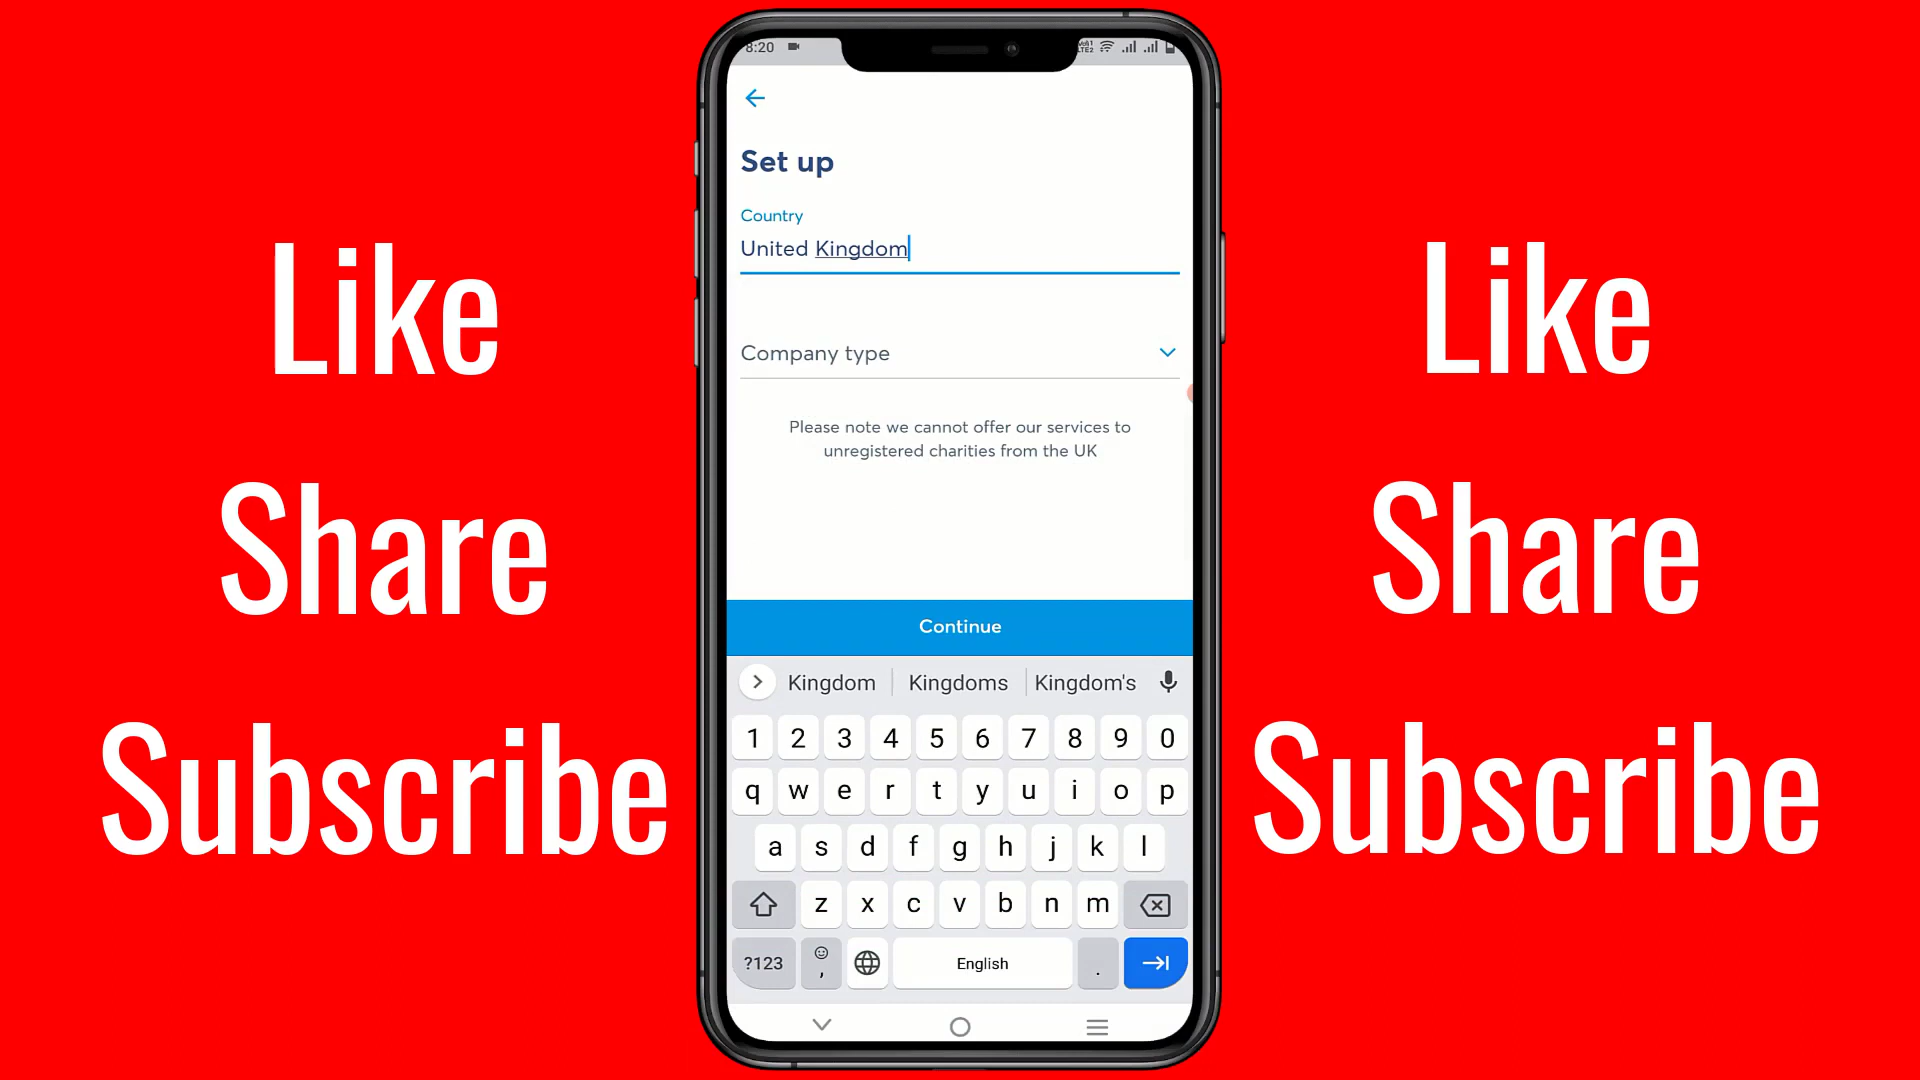 Like
Share
Subscribe
8:20
Set up
Country
United Kingdom
Company type
Please note we cannot offer our services to
unregistered charities from the UK
Continue
Kingdom Kingdoms Kingdom's
1 2 3 4 5 6 7 8 9 0
q w e r t y u i o p
a s d f g h j k l
z x c v b n m
?123 , English .
Like
Share
Subscribe